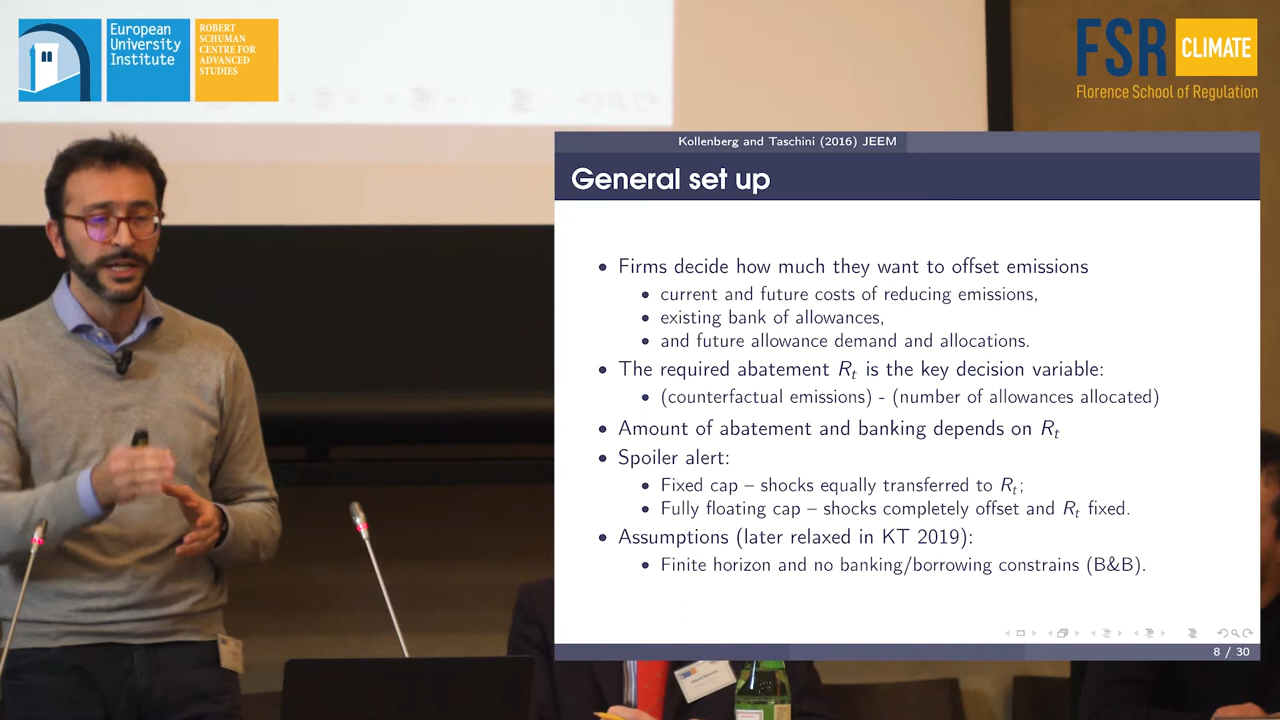 European
University
Institute
ROBERT
SCHUMAN
CENTRE FOR
ADVANCED
STUDIES
FSR CLIMATE
Florence School of Regulation
Kollenberg and Taschini (2016) JEEM
General set up
• Firms decide how much they want to offset emissions
• current and future costs of reducing emissions,
• existing bank of allowances,
• and future allowance demand and allocations.
• The required abatement Rₜ is the key decision variable:
• (counterfactual emissions) - (number of allowances allocated)
• Amount of abatement and banking depends on Rₜ
• Spoiler alert:
• Fixed cap – shocks equally transferred to Rₜ;
• Fully floating cap – shocks completely offset and Rₜ fixed.
• Assumptions (later relaxed in KT 2019):
• Finite horizon and no banking/borrowing constrains (B&B).
8 / 30